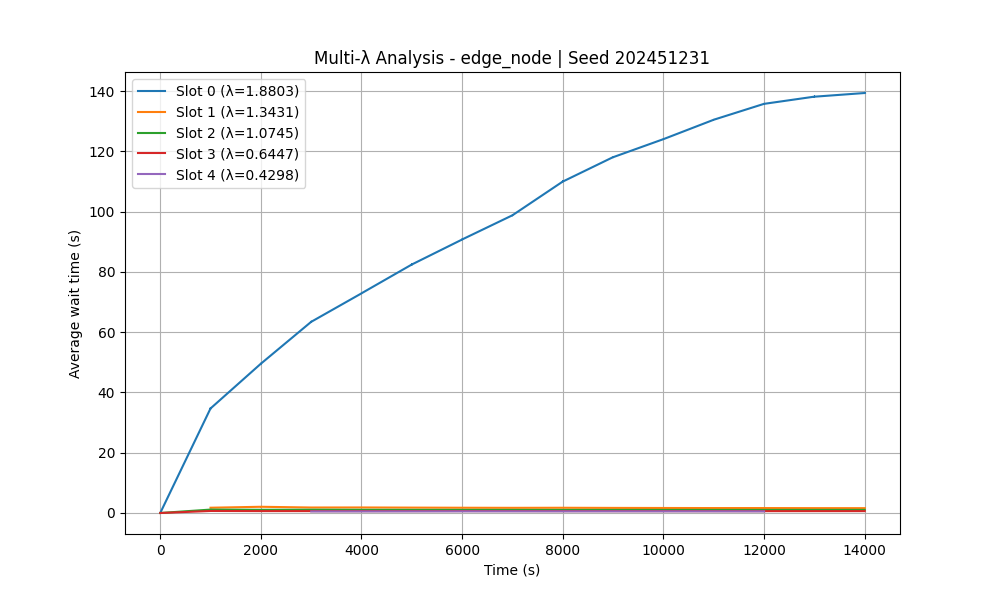 Multi-λ Analysis - edge_node | Seed 202451231
Slot 0 (λ=1.8803)
Slot 1 (λ=1.3431)
Slot 2 (λ=1.0745)
Slot 3 (λ=0.6447)
Slot 4 (λ=0.4298)
Average wait time (s)
140
120
100
80
60
40
20
0
0 2000 4000 6000 8000 10000 12000 14000
Time (s)